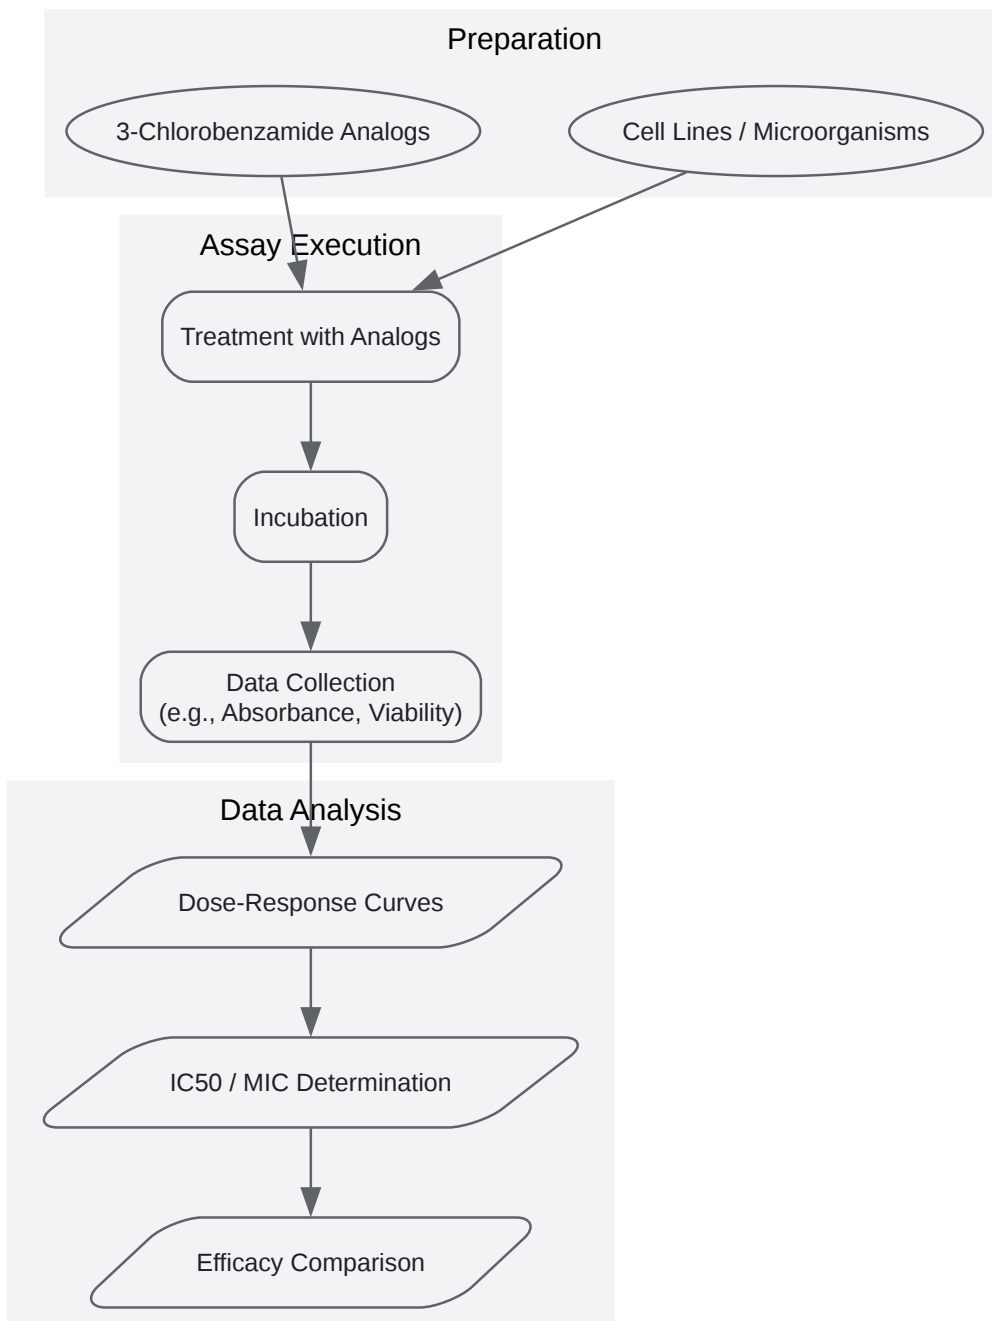 Preparation
3-Chlorobenzamide Analogs
Cell Lines / Microorganisms
Assay Execution
Treatment with Analogs
Incubation
Data Collection
(e.g., Absorbance, Viability)
Data Analysis
Dose-Response Curves
IC50 / MIC Determination
Efficacy Comparison